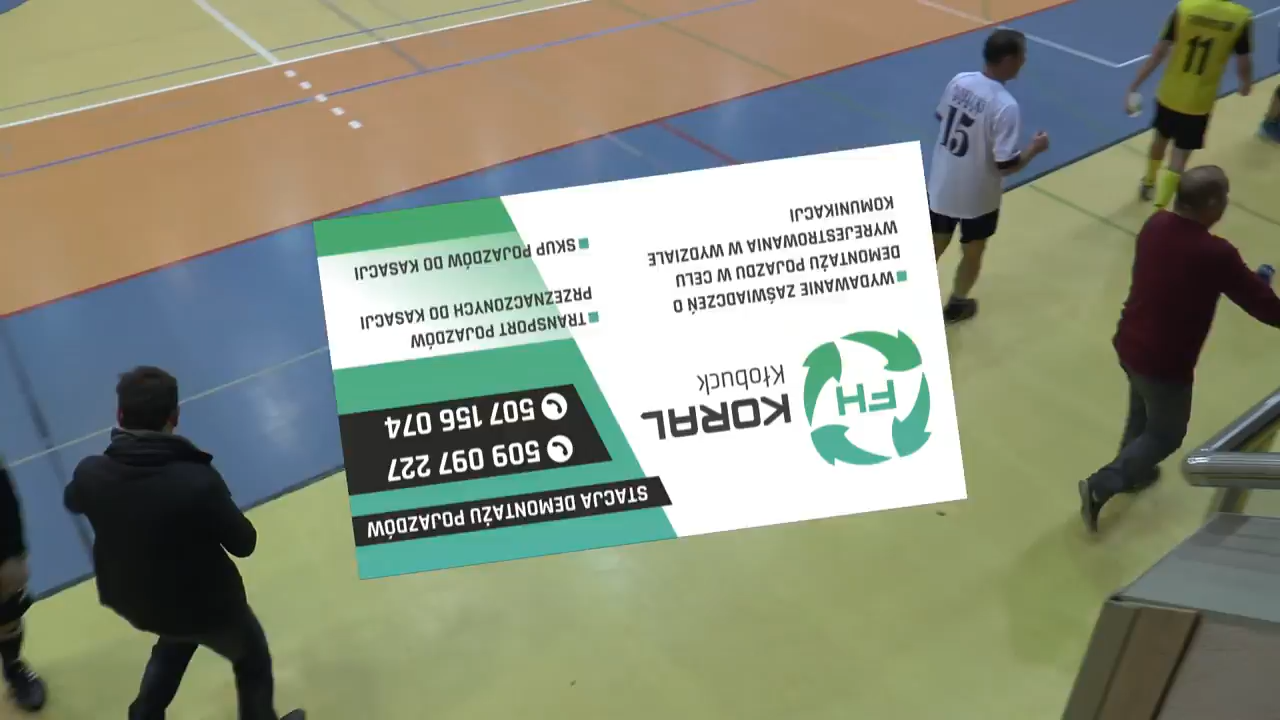 FH
KORAL
Kłobuck
STACJA DEMONTAŻU POJAZDÓW
509 097 227
507 156 074
WYDAWANIE ZAŚWIADCZEŃ O
DEMONTAŻU POJAZDU W CELU
WYREJESTROWANIA W WYDZIALE
KOMUNIKACJI
TRANSPORT POJAZDÓW
PRZEZNACZONYCH DO KASACJI
SKUP POJAZDÓW DO KASACJI
15
11